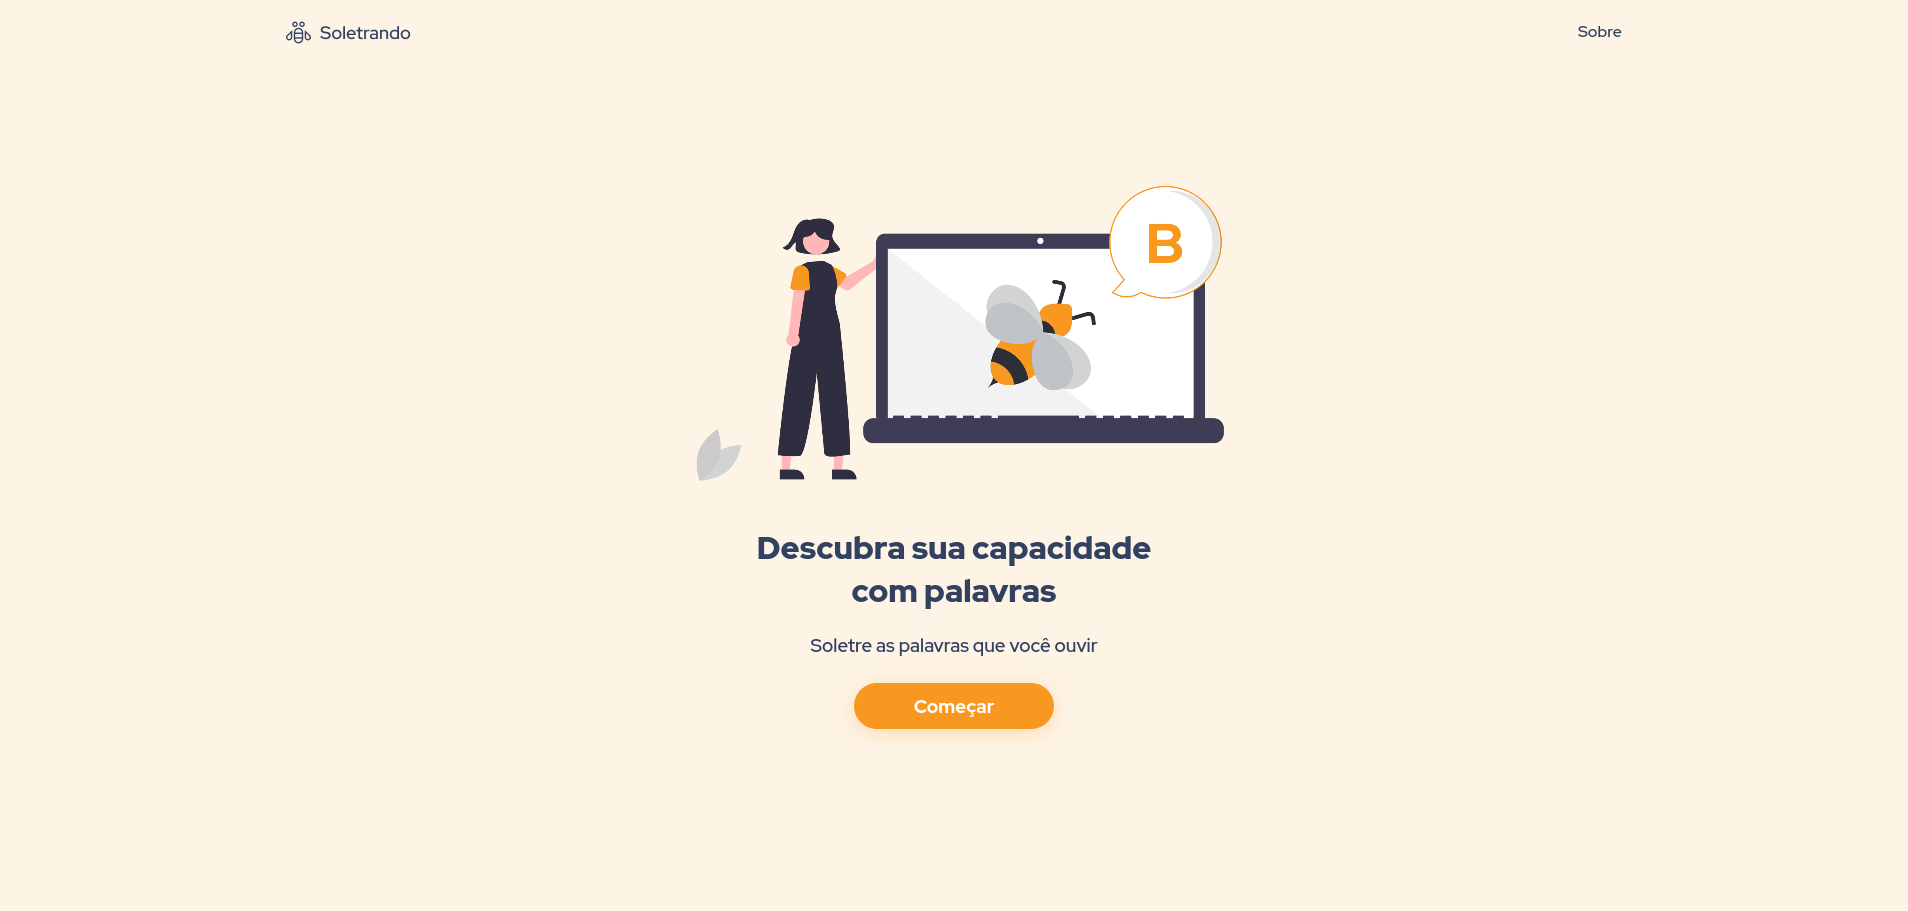 Soletrando
Sobre
B
Descubra sua capacidade
com palavras
Soletre as palavras que você ouvir
Começar